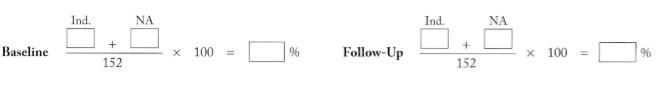 Ind. NA Ind. NA
Baseline + × 100 = % Follow-Up + × 100 = %
152 152